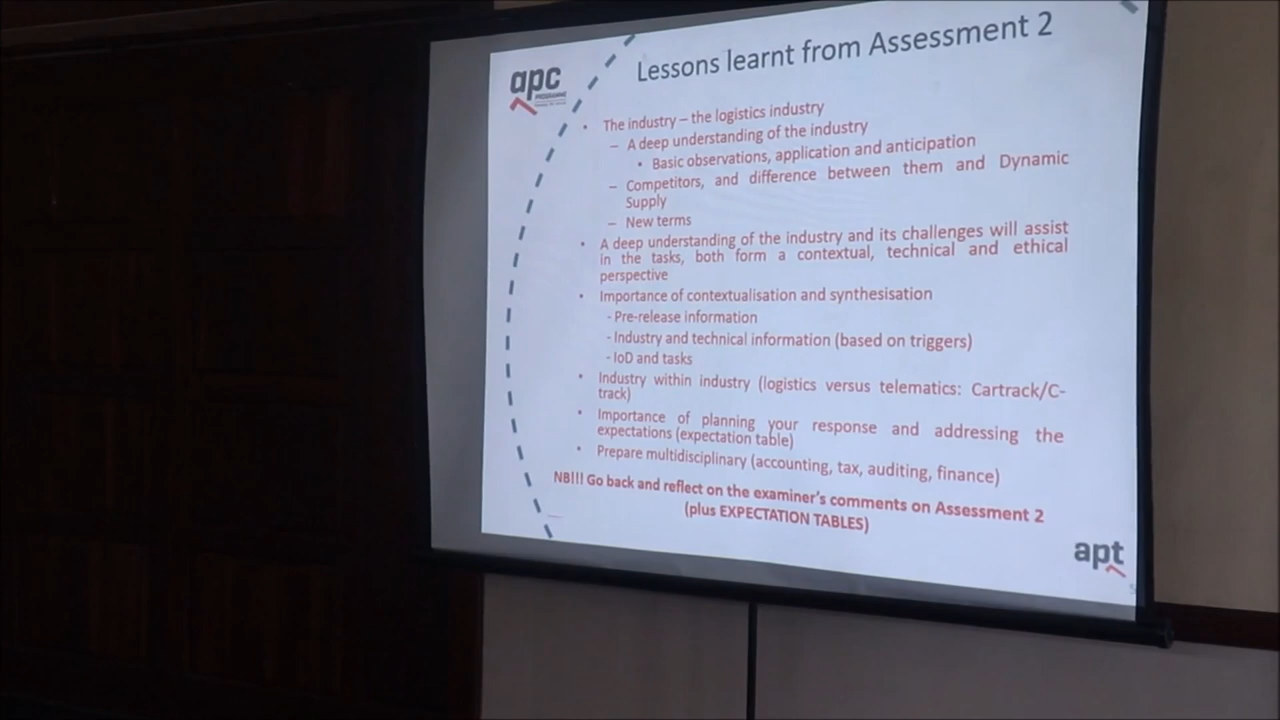 Lessons learnt from Assessment 2
apc
PROGRAMME
• The industry – the logistics industry
– A deep understanding of the industry
• Basic observations, application and anticipation
– Competitors, and difference between them and Dynamic
Supply
– New terms
• A deep understanding of the industry and its challenges will assist
in the tasks, both form a contextual, technical and ethical
perspective
• Importance of contextualisation and synthesisation
- Pre-release information
- Industry and technical information (based on triggers)
- IoD and tasks
• Industry within industry (logistics versus telematics: Cartrack/C-
track)
• Importance of planning your response and addressing the
expectations (expectation table)
• Prepare multidisciplinary (accounting, tax, auditing, finance)
NB!!! Go back and reflect on the examiner's comments on Assessment 2
(plus EXPECTATION TABLES)
apt